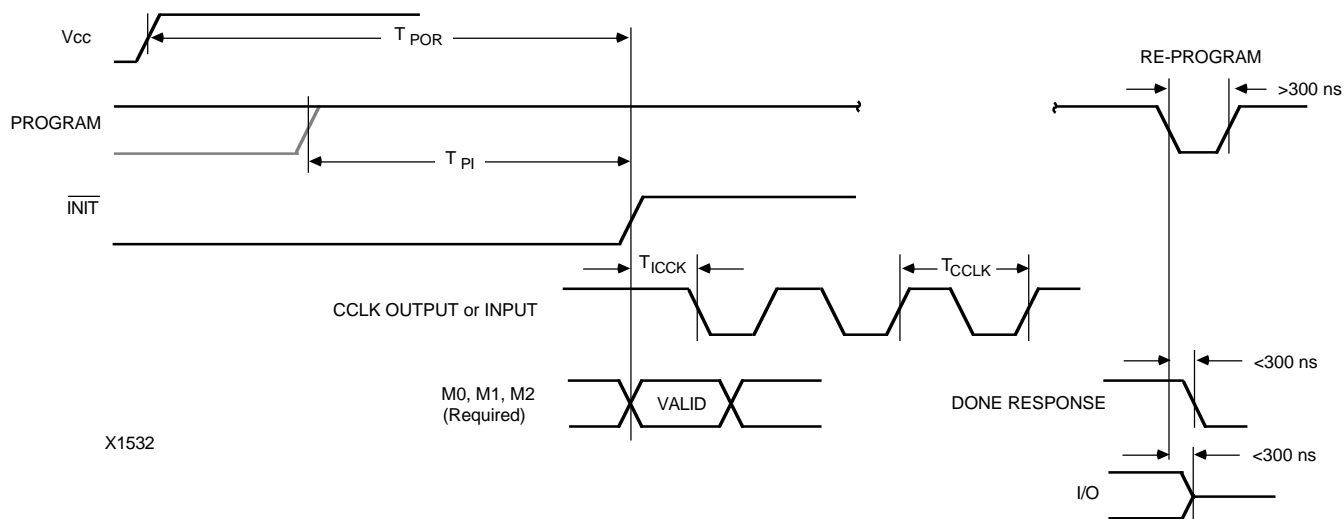 Vcc
T POR
RE-PROGRAM
>300 ns
PROGRAM
T PI
INIT
T ICCK
T CCLK
CCLK OUTPUT or INPUT
<300 ns
M0, M1, M2
(Required)
VALID
DONE RESPONSE
X1532
<300 ns
I/O